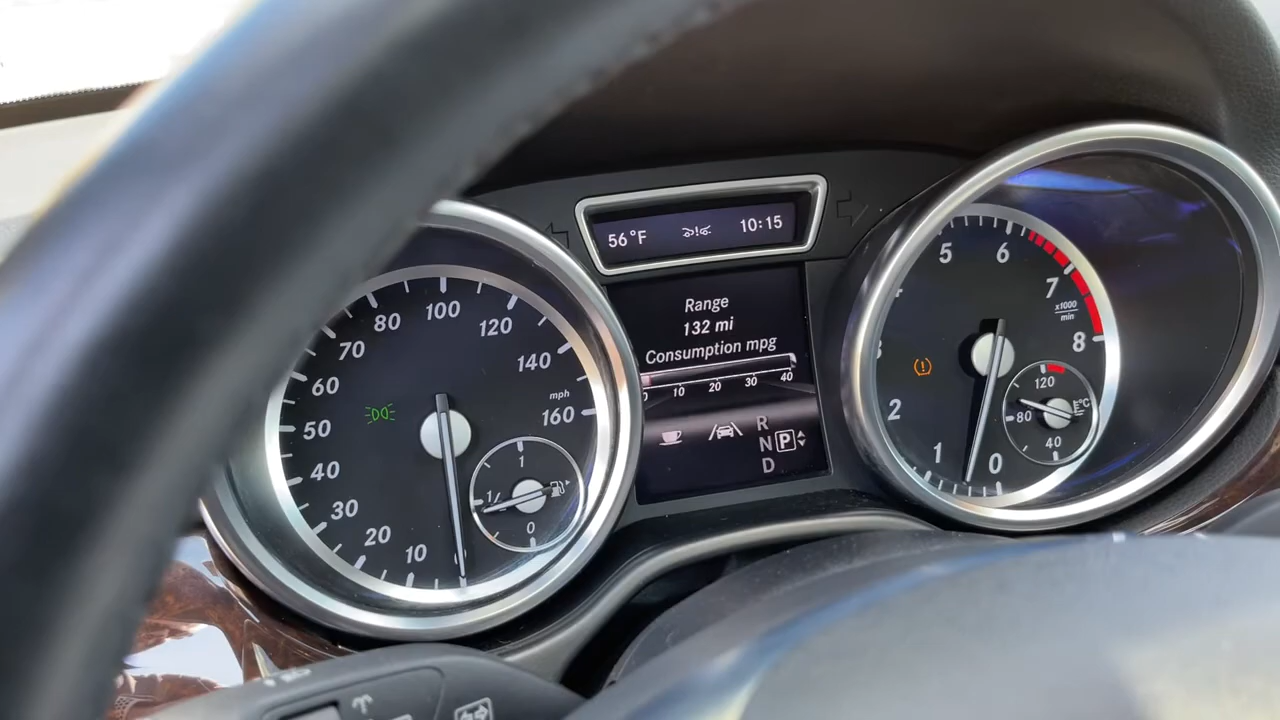 56°F 10:15
Range
132 mi
Consumption mpg
10 20 30 40
R
N P
D
10
20
30
40
50
60
70
80
100
120
140
160
mph
1
0
0
1
2
5
6
7
8
x1000
min
120
80
40
°C